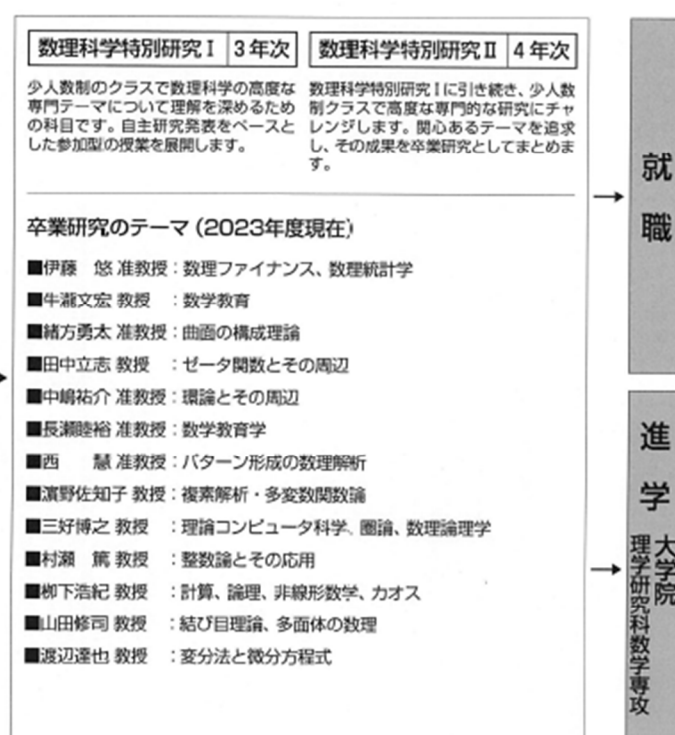 数理科学特別研究Ⅰ 3年次
少人数制のクラスで数理科学の高度な
専門テーマについて理解を深めるため
の科目です。自主研究発表をベースと
した参加型の授業を展開します。
数理科学特別研究Ⅱ 4年次
数理科学特別研究Ⅰに引き続き、少人数
制クラスで高度な専門的な研究にチャ
レンジします。関心あるテーマを追求
し、その成果を卒業研究としてまとめま
す。
卒業研究のテーマ(2023年度現在)
■伊藤 悠 准教授：数理ファイナンス、数理統計学
■牛瀧文宏 教授 ：数学教育
■緒方勇太 准教授：曲面の構成理論
■田中立志 教授 ：ゼータ関数とその周辺
■中嶋祐介 准教授：環論とその周辺
■長瀬睦裕 准教授：数学教育学
■西 慧 准教授：パターン形成の数理解析
■濱野佐知子 教授：複素解析・多変数関数論
■三好博之 教授 ：理論コンピュータ科学、圏論、数理論理学
■村瀬 篤 教授 ：整数論とその応用
■柳下浩紀 教授 ：計算、論理、非線形数学、カオス
■山田修司 教授 ：結び目理論、多面体の数理
■渡辺達也 教授 ：変分法と微分方程式
就職
進学
大学院
理学研究科数学専攻